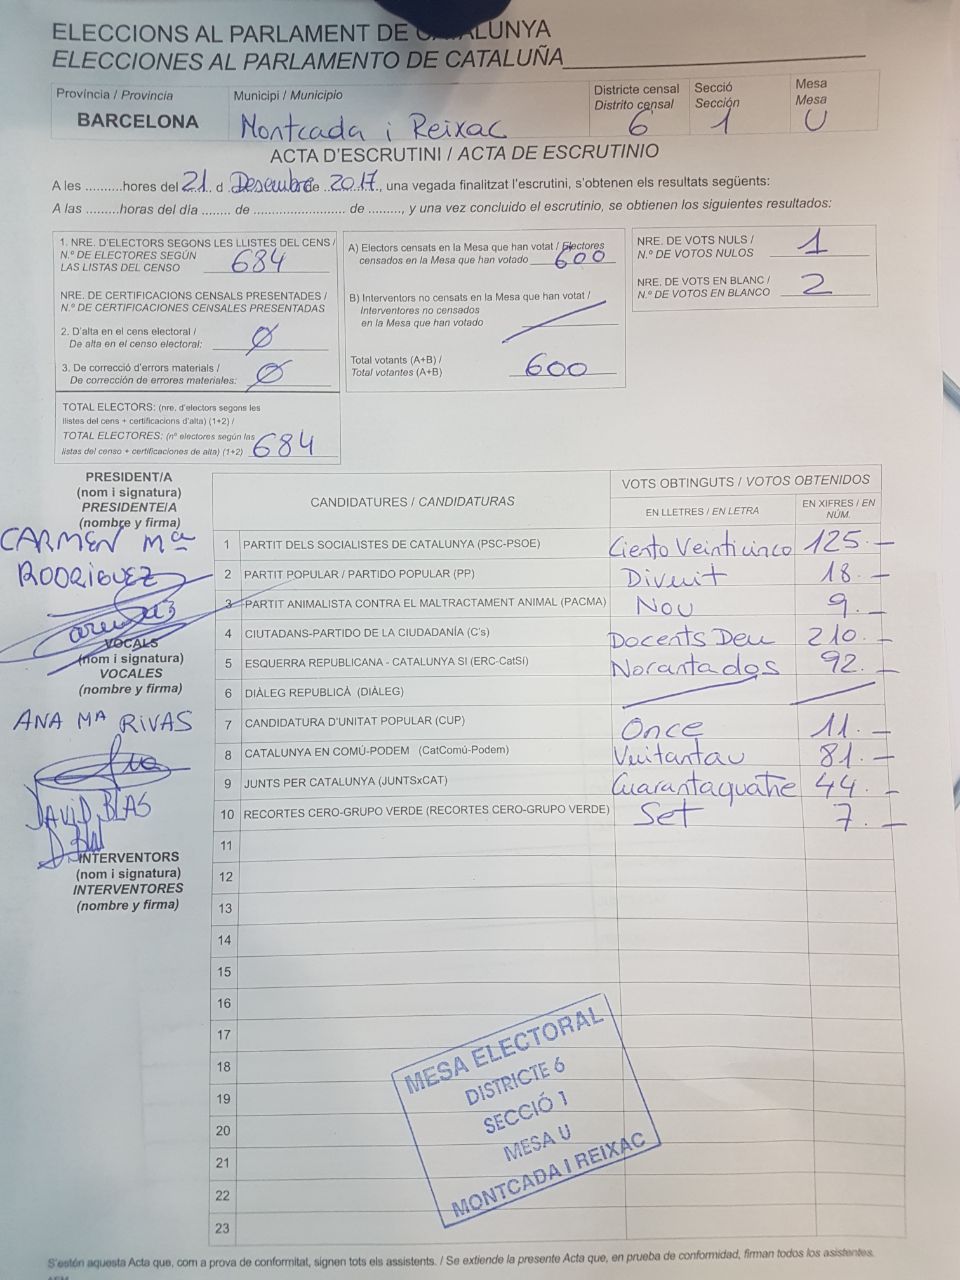 ELECCIONS AL PARLAMENT DE CATALUNYA
ELECCIONES AL PARLAMENTO DE CATALUÑA
Província / Provincia
BARCELONA
Municipi / Municipio
Montcada i Reixac
Districte censal
Distrito censal
6
Secció
Sección
1
Mesa
Mesa
U
ACTA D'ESCRUTINI / ACTA DE ESCRUTINIO
A les ..........hores del 21 d Desembre de 2017, una vegada finalitzat l'escrutini, s'obtenen els resultats següents:
A las .........horas del día ........ de ......................... de ........., y una vez concluido el escrutinio, se obtienen los siguientes resultados:
1. NRE. D'ELECTORS SEGONS LES LLISTES DEL CENS /
N.º DE ELECTORES SEGÚN
LAS LISTAS DEL CENSO 684
NRE. DE CERTIFICACIONS CENSALS PRESENTADES /
N.º DE CERTIFICACIONES CENSALES PRESENTADAS
2. D'alta en el cens electoral /
De alta en el censo electoral: Ø
3. De correcció d'errors materials /
De corrección de errores materiales: Ø
TOTAL ELECTORS: (nre. d'electors segons les
llistes del cens + certificacions d'alta) (1+2) /
TOTAL ELECTORES: (nº electores según las
listas del censo + certificaciones de alta) (1+2) 684
A) Electors censats en la Mesa que han votat / Electores
censados en la Mesa que han votado 600
B) Interventors no censats en la Mesa que han votat /
Interventores no censados
en la Mesa que han votado
Total votants (A+B) /
Total votantes (A+B) 600
NRE. DE VOTS NULS /
N.º DE VOTOS NULOS 1
NRE. DE VOTS EN BLANC /
N.º DE VOTOS EN BLANCO 2
PRESIDENT/A
(nom i signatura)
PRESIDENTE/A
(nombre y firma)
CARMEN Mª
RODRIGUEZ
VOCALS
(nom i signatura)
VOCALES
(nombre y firma)
ANA Mª RIVAS
DAVID BLAS
INTERVENTORS
(nom i signatura)
INTERVENTORES
(nombre y firma)
CANDIDATURES / CANDIDATURAS
VOTS OBTINGUTS / VOTOS OBTENIDOS
EN LLETRES / EN LETRA
EN XIFRES / EN NÚM.
1 PARTIT DELS SOCIALISTES DE CATALUNYA (PSC-PSOE) Ciento Veinticinco 125.-
2 PARTIT POPULAR / PARTIDO POPULAR (PP) Divuit 18.-
3 PARTIT ANIMALISTA CONTRA EL MALTRACTAMENT ANIMAL (PACMA) Nou 9.-
4 CIUTADANS-PARTIDO DE LA CIUDADANÍA (C's) Docents Deu 210.-
5 ESQUERRA REPUBLICANA - CATALUNYA SI (ERC-CatSí) Norantados 92.-
6 DIÀLEG REPUBLICÀ (DIÀLEG)
7 CANDIDATURA D'UNITAT POPULAR (CUP) Once 11.-
8 CATALUNYA EN COMÚ-PODEM (CatComú-Podem) Vuitantau 81.-
9 JUNTS PER CATALUNYA (JUNTSxCAT) Cuarantaquatre 44.-
10 RECORTES CERO-GRUPO VERDE (RECORTES CERO-GRUPO VERDE) Set 7.-
11
12
13
14
15
16
17
18
19
20
21
22
23
MESA ELECTORAL
DISTRICTE 6
SECCIÓ 1
MESA U
MONTCADA I REIXAC
S'estén aquesta Acta que, com a prova de conformitat, signen tots els assistents. / Se extiende la presente Acta que, en prueba de conformidad, firman todos los asistentes.